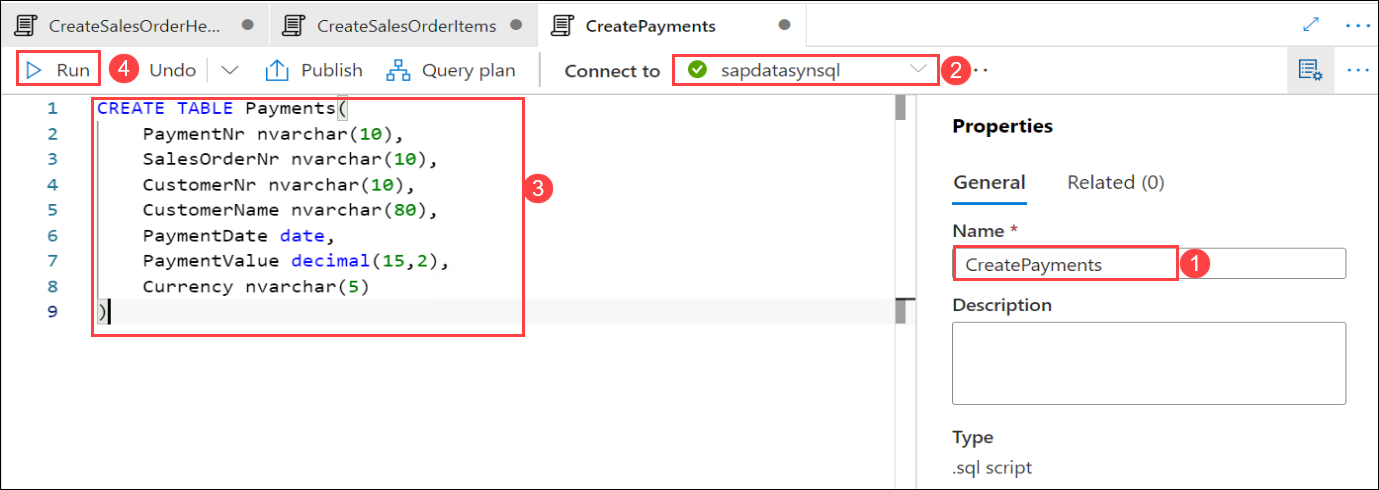 CreateSalesOrderHe... CreateSalesOrderItems CreatePayments
Run 4 Undo Publish Query plan Connect to sapdatasynsql 2
1 CREATE TABLE Payments(
2 PaymentNr nvarchar(10),
3 SalesOrderNr nvarchar(10),
4 CustomerNr nvarchar(10),
5 CustomerName nvarchar(80),
6 PaymentDate date,
7 PaymentValue decimal(15,2),
8 Currency nvarchar(5)
9 )
3
Properties
General Related (0)
Name *
CreatePayments 1
Description
Type
.sql script